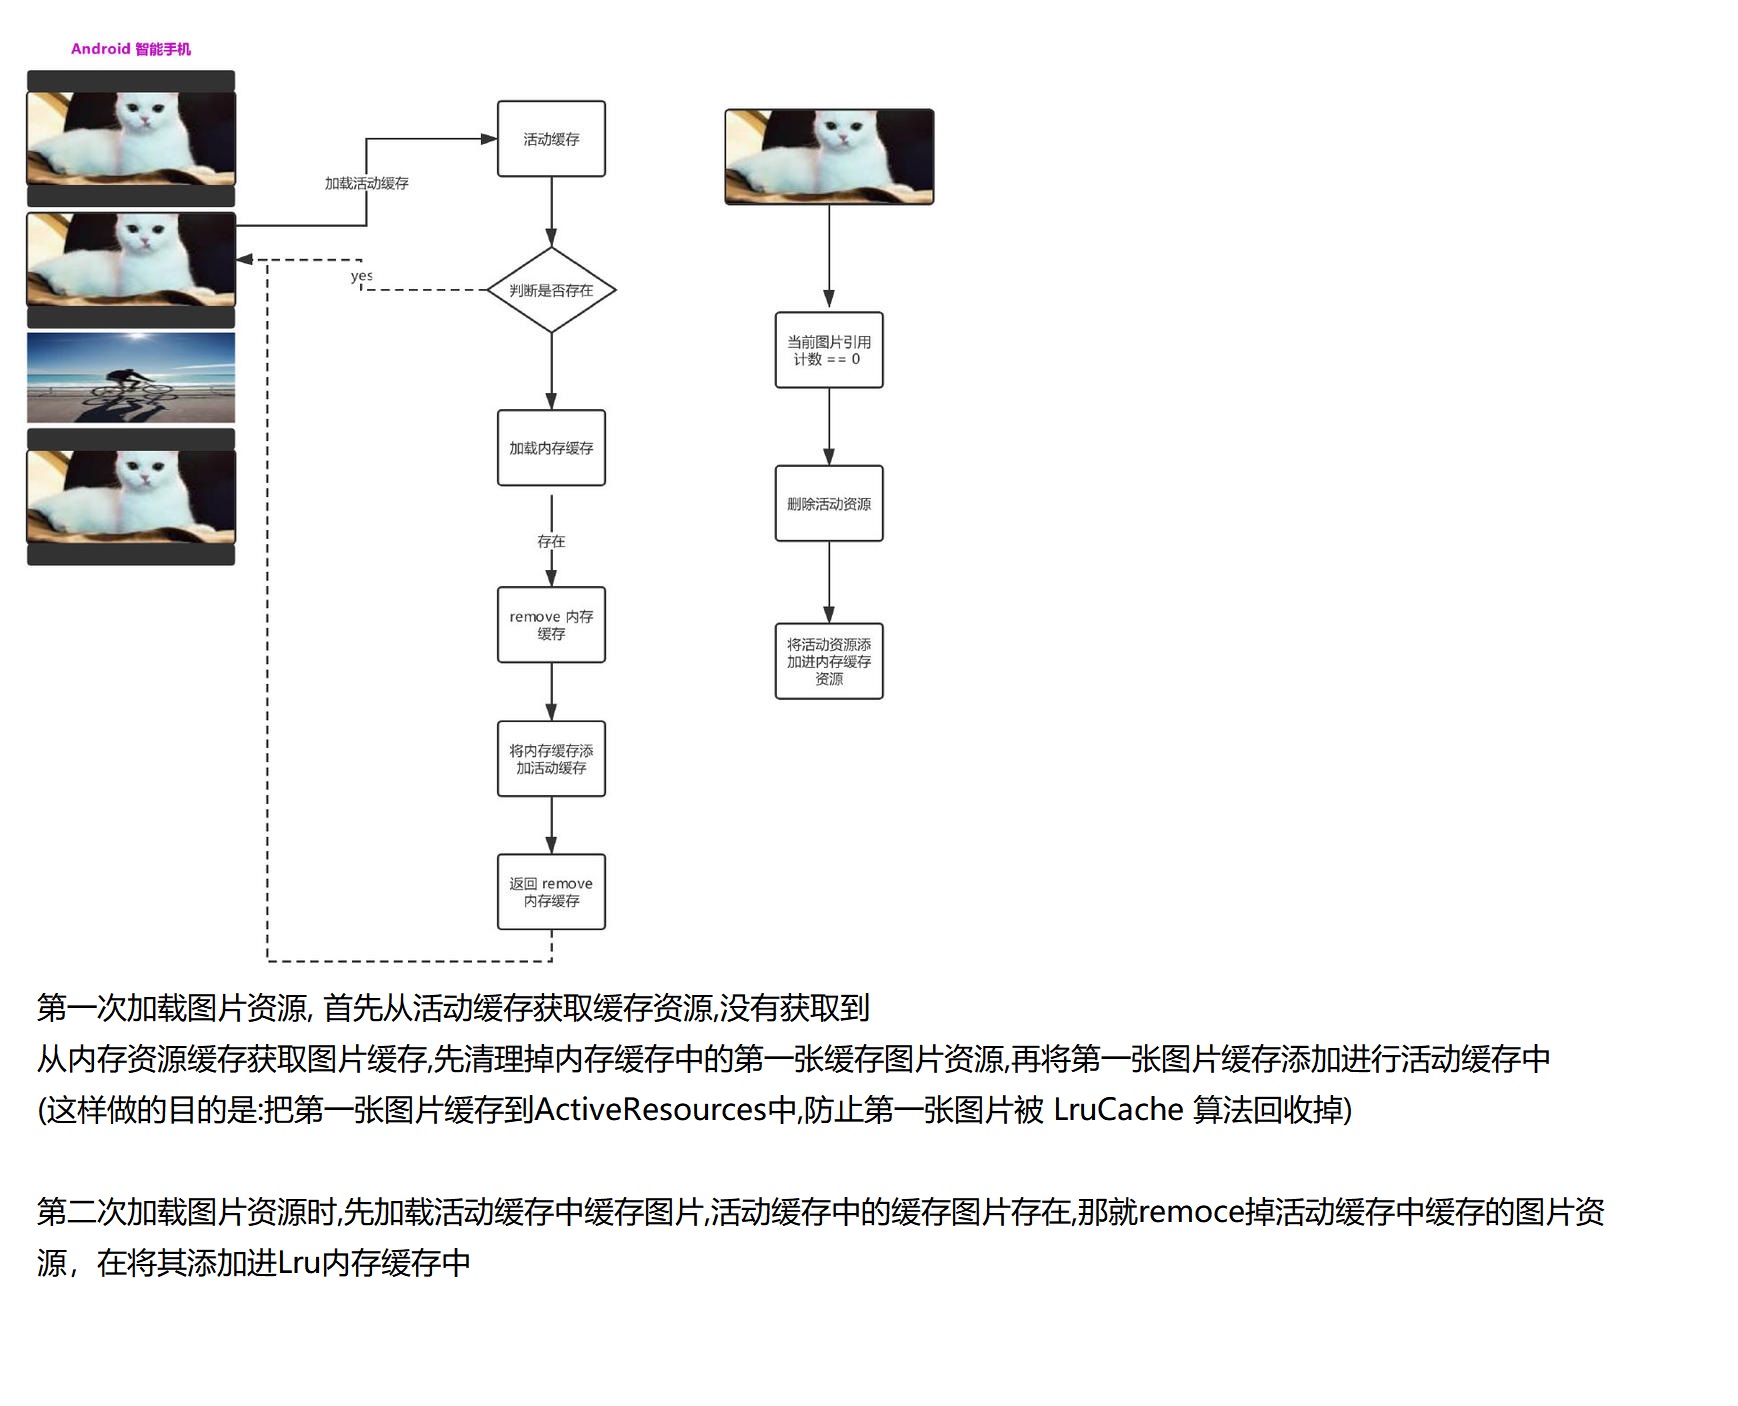 Android 智能手机
活动缓存
加载活动缓存
yes
判断是否存在
当前图片引用
计数 == 0
加载内存缓存
删除活动资源
存在
remove 内存
缓存
将活动资源添
加进内存缓存
资源
将内存缓存添
加活动缓存
返回 remove
内存缓存
第一次加载图片资源, 首先从活动缓存获取缓存资源,没有获取到
从内存资源缓存获取图片缓存,先清理掉内存缓存中的第一张缓存图片资源,再将第一张图片缓存添加进行活动缓存中
(这样做的目的是:把第一张图片缓存到ActiveResources中,防止第一张图片被 LruCache 算法回收掉)
第二次加载图片资源时,先加载活动缓存中缓存图片,活动缓存中的缓存图片存在,那就remoce掉活动缓存中缓存的图片资
源，在将其添加进Lru内存缓存中